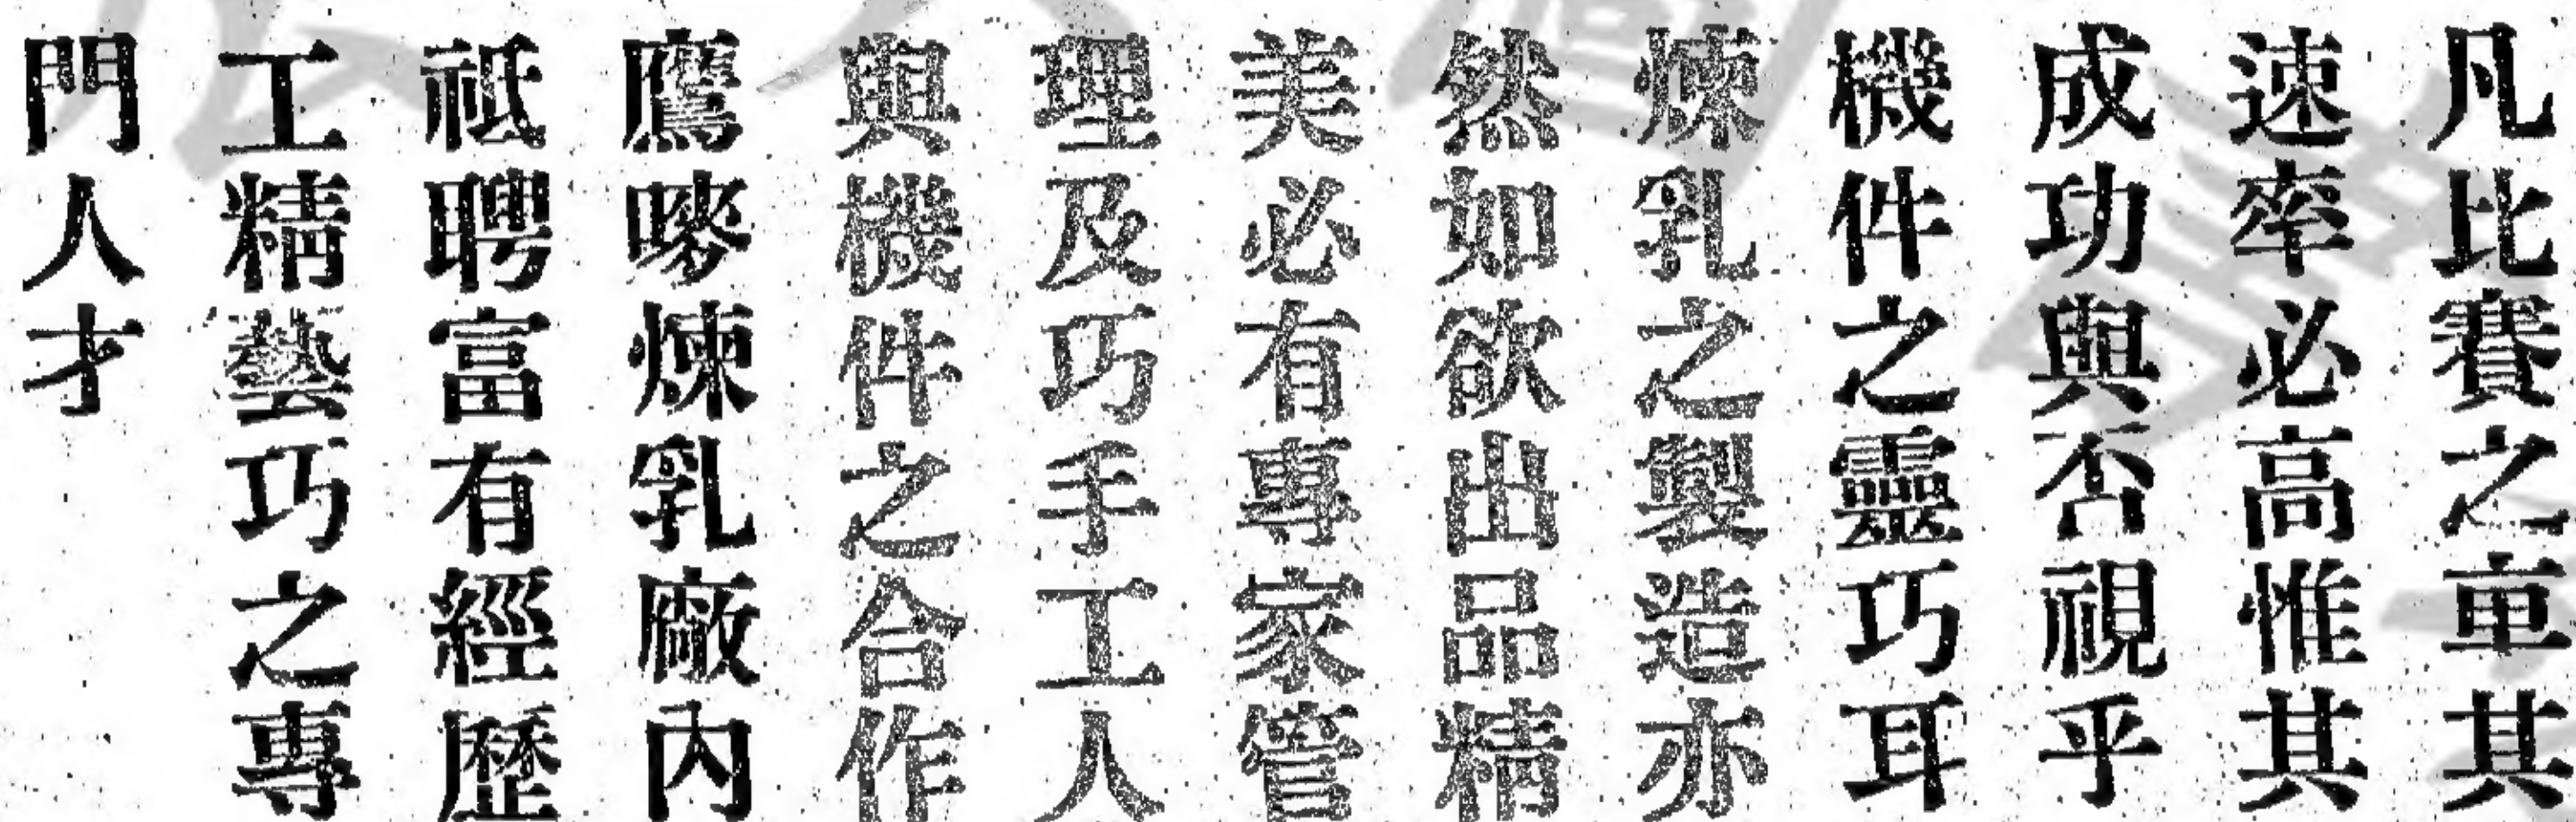 凡比賽之車其
速率必高惟其
成功與否視乎
機件之靈巧耳
煉乳之製造亦
然如欲出品精
美必有專家管
理及巧手工人
與機件之合作
鷹嘜煉乳廠內
祗聘富有經歷
工精藝巧之專
門人才